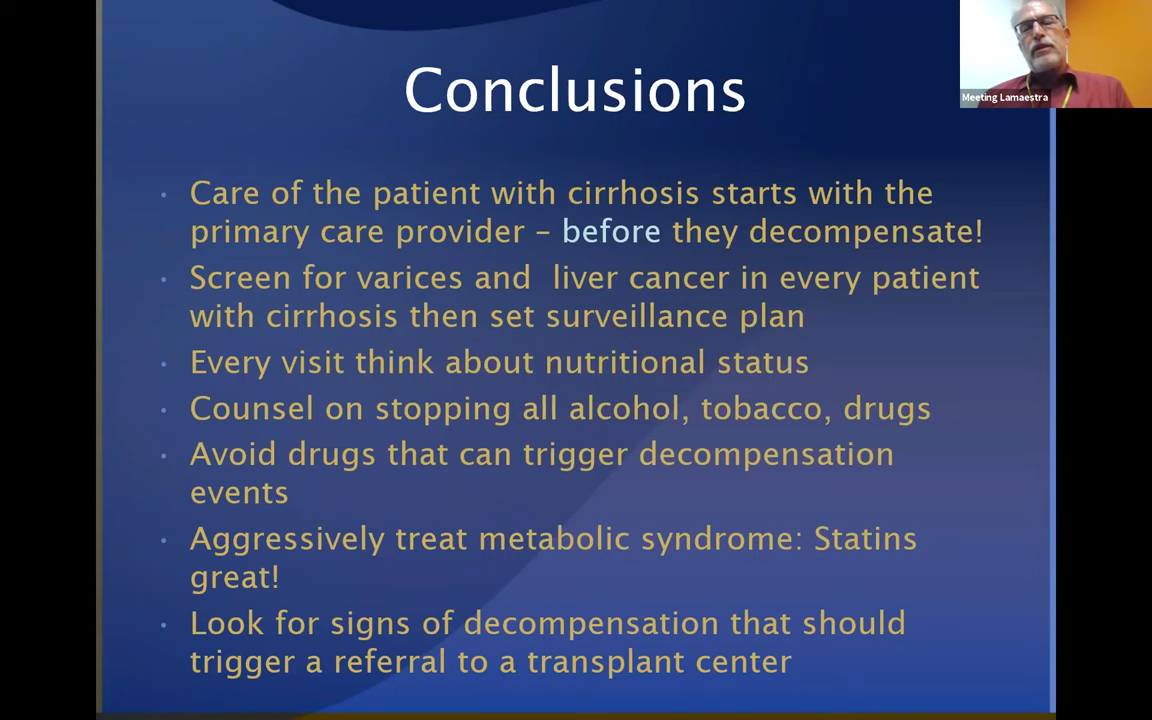 Conclusions
Meeting Lamaestra
• Care of the patient with cirrhosis starts with the
primary care provider – before they decompensate!
• Screen for varices and  liver cancer in every patient
with cirrhosis then set surveillance plan
• Every visit think about nutritional status
• Counsel on stopping all alcohol, tobacco, drugs
• Avoid drugs that can trigger decompensation
events
• Aggressively treat metabolic syndrome: Statins
great!
• Look for signs of decompensation that should
trigger a referral to a transplant center